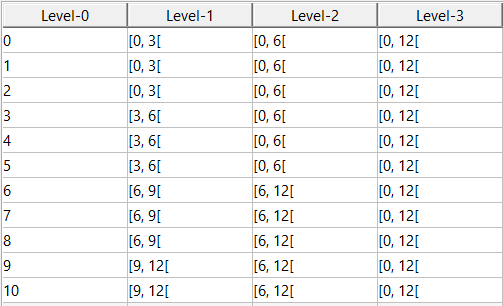 Level-0 Level-1 Level-2 Level-3
0 [0, 3[ [0, 6[ [0, 12[
1 [0, 3[ [0, 6[ [0, 12[
2 [0, 3[ [0, 6[ [0, 12[
3 [3, 6[ [0, 6[ [0, 12[
4 [3, 6[ [0, 6[ [0, 12[
5 [3, 6[ [0, 6[ [0, 12[
6 [6, 9[ [6, 12[ [0, 12[
7 [6, 9[ [6, 12[ [0, 12[
8 [6, 9[ [6, 12[ [0, 12[
9 [9, 12[ [6, 12[ [0, 12[
10 [9, 12[ [6, 12[ [0, 12[